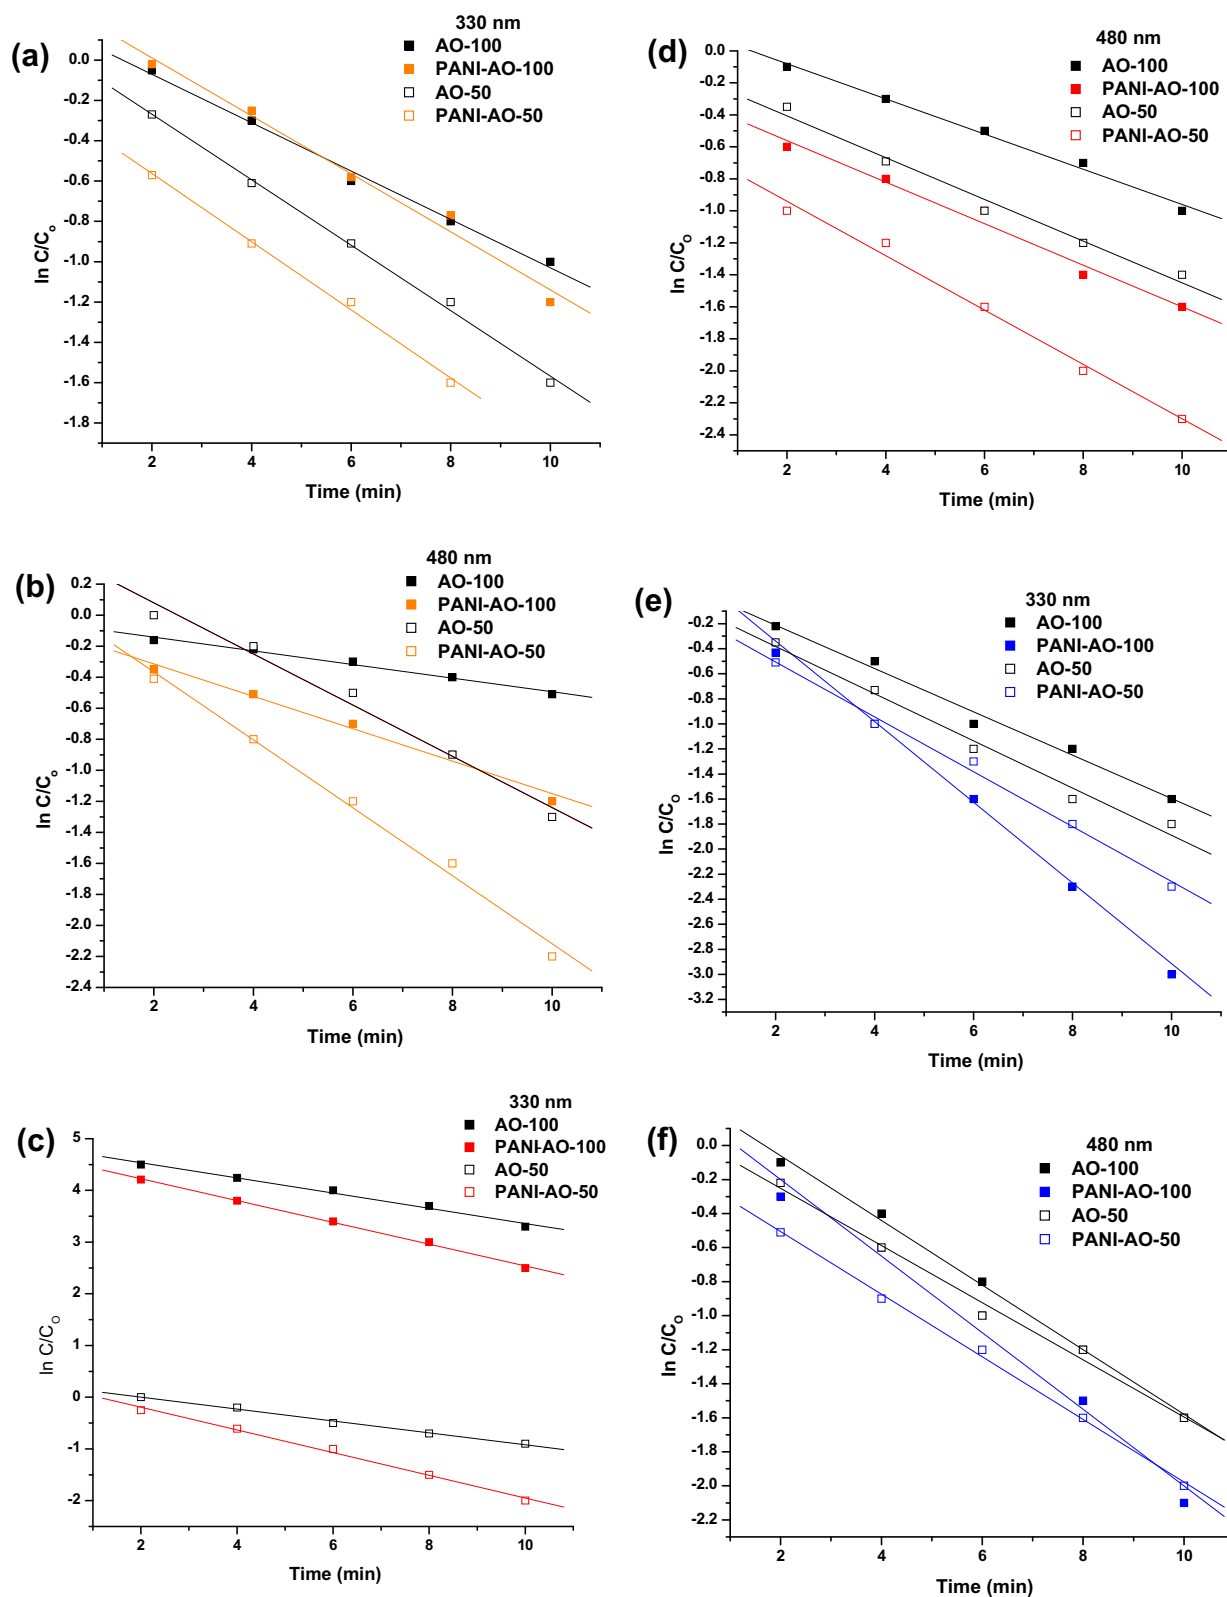 (a)
330 nm
AO-100
PANI-AO-100
AO-50
PANI-AO-50
0.0
-0.2
-0.4
-0.6
-0.8
-1.0
-1.2
-1.4
-1.6
-1.8
ln C/Co
2 4 6 8 10
Time (min)
(d)
480 nm
AO-100
PANI-AO-100
AO-50
PANI-AO-50
0.0
-0.2
-0.4
-0.6
-0.8
-1.0
-1.2
-1.4
-1.6
-1.8
-2.0
-2.2
-2.4
ln C/CO
2 4 6 8 10
Time (min)
(b)
480 nm
AO-100
PANI-AO-100
AO-50
PANI-AO-50
0.2
0.0
-0.2
-0.4
-0.6
-0.8
-1.0
-1.2
-1.4
-1.6
-1.8
-2.0
-2.2
-2.4
ln C/Co
2 4 6 8 10
Time (min)
(e)
330 nm
AO-100
PANI-AO-100
AO-50
PANI-AO-50
-0.2
-0.4
-0.6
-0.8
-1.0
-1.2
-1.4
-1.6
-1.8
-2.0
-2.2
-2.4
-2.6
-2.8
-3.0
-3.2
ln C/CO
2 4 6 8 10
Time (min)
(c)
330 nm
AO-100
PANI-AO-100
AO-50
PANI-AO-50
5
4
3
2
1
0
-1
-2
ln C/CO
2 4 6 8 10
Time (min)
(f)
480 nm
AO-100
PANI-AO-100
AO-50
PANI-AO-50
0.0
-0.2
-0.4
-0.6
-0.8
-1.0
-1.2
-1.4
-1.6
-1.8
-2.0
-2.2
ln C/CO
2 4 6 8 10
Time (min)